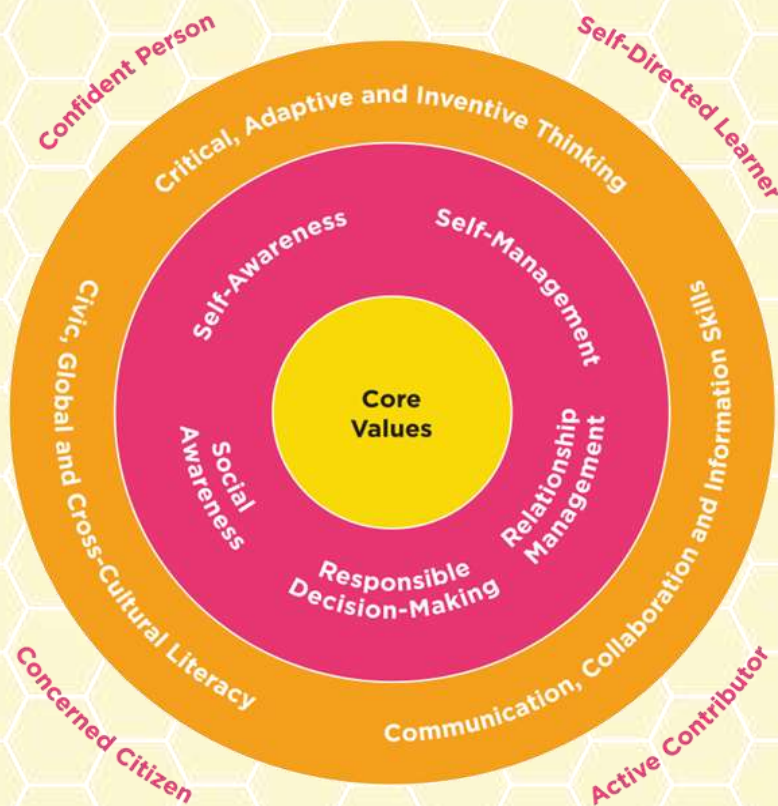 Confident Person
Self-Directed Learner
Critical, Adaptive and Inventive Thinking
Self-Awareness
Self-Management
Civic, Global and Cross-Cultural Literacy
Communication, Collaboration and Information Skills
Core
Values
Social
Awareness
Relationship
Management
Responsible
Decision-Making
Concerned Citizen
Active Contributor